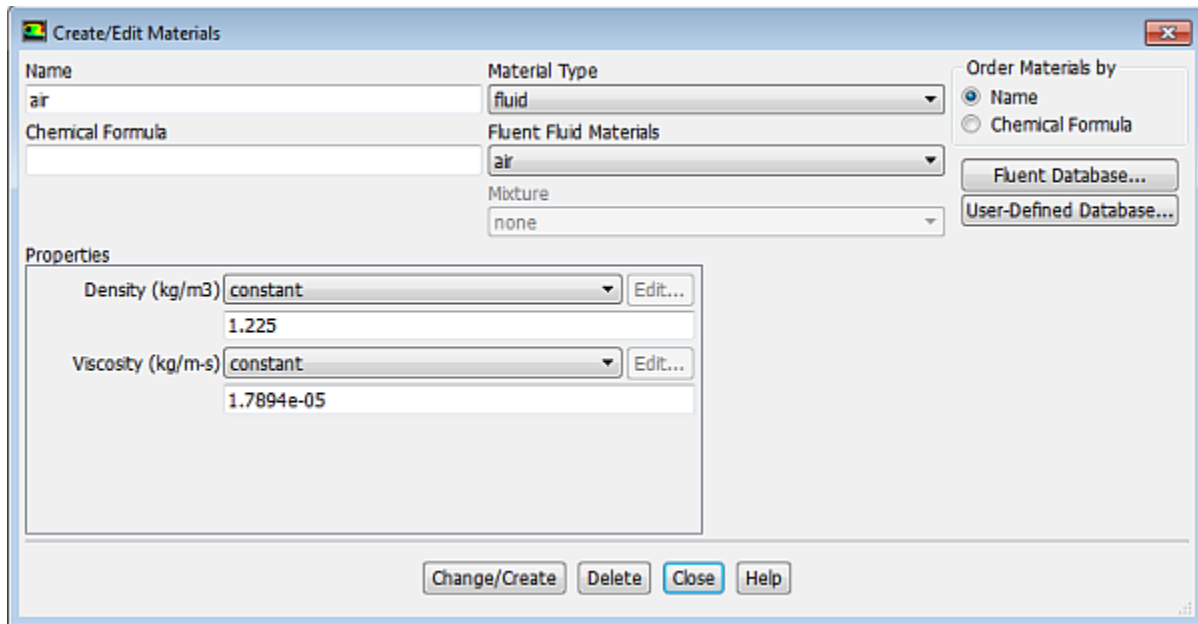 Create/Edit Materials
Name
air
Chemical Formula
Material Type
fluid
Fluent Fluid Materials
air
Mixture
none
Order Materials by
Name
Chemical Formula
Fluent Database...
User-Defined Database...
Properties
Density (kg/m3) constant Edit...
1.225
Viscosity (kg/m-s) constant Edit...
1.7894e-05
Change/Create Delete Close Help